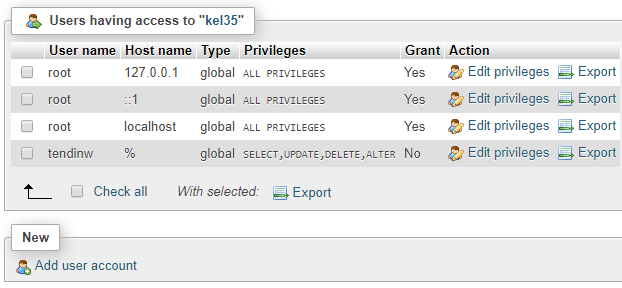 Users having access to "kel35"
User name Host name Type Privileges Grant Action
root 127.0.0.1 global ALL PRIVILEGES Yes Edit privileges Export
root ::1 global ALL PRIVILEGES Yes Edit privileges Export
root localhost global ALL PRIVILEGES Yes Edit privileges Export
tendinw % global SELECT,UPDATE,DELETE,ALTER No Edit privileges Export
Check all With selected: Export
New
Add user account